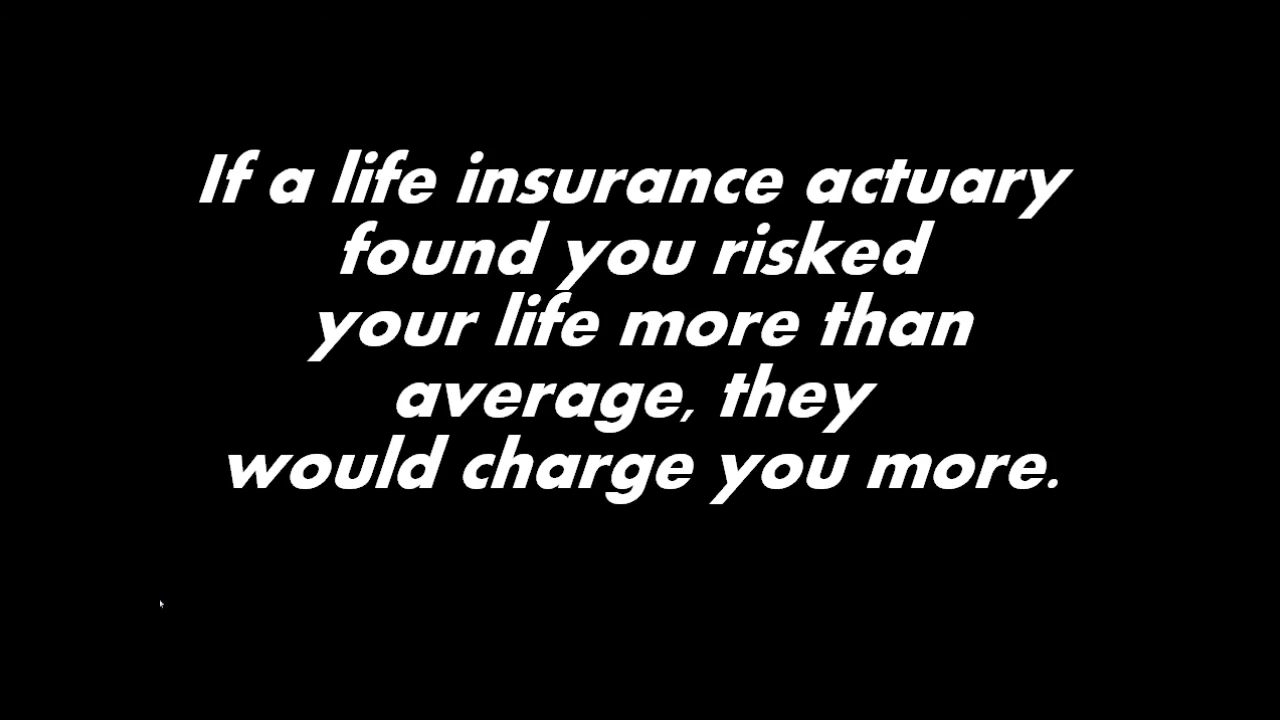 If a life insurance actuary
found you risked
your life more than
average, they
would charge you more.